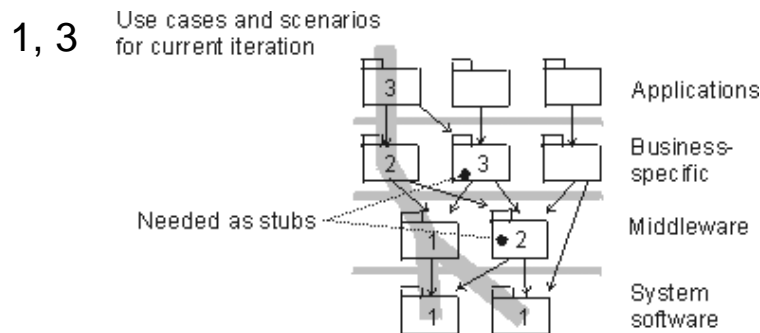 1, 3
Use cases and scenarios
for current iteration
3
Applications
2
3
Business-
specific
Needed as stubs
1
2
Middleware
1
1
System
software